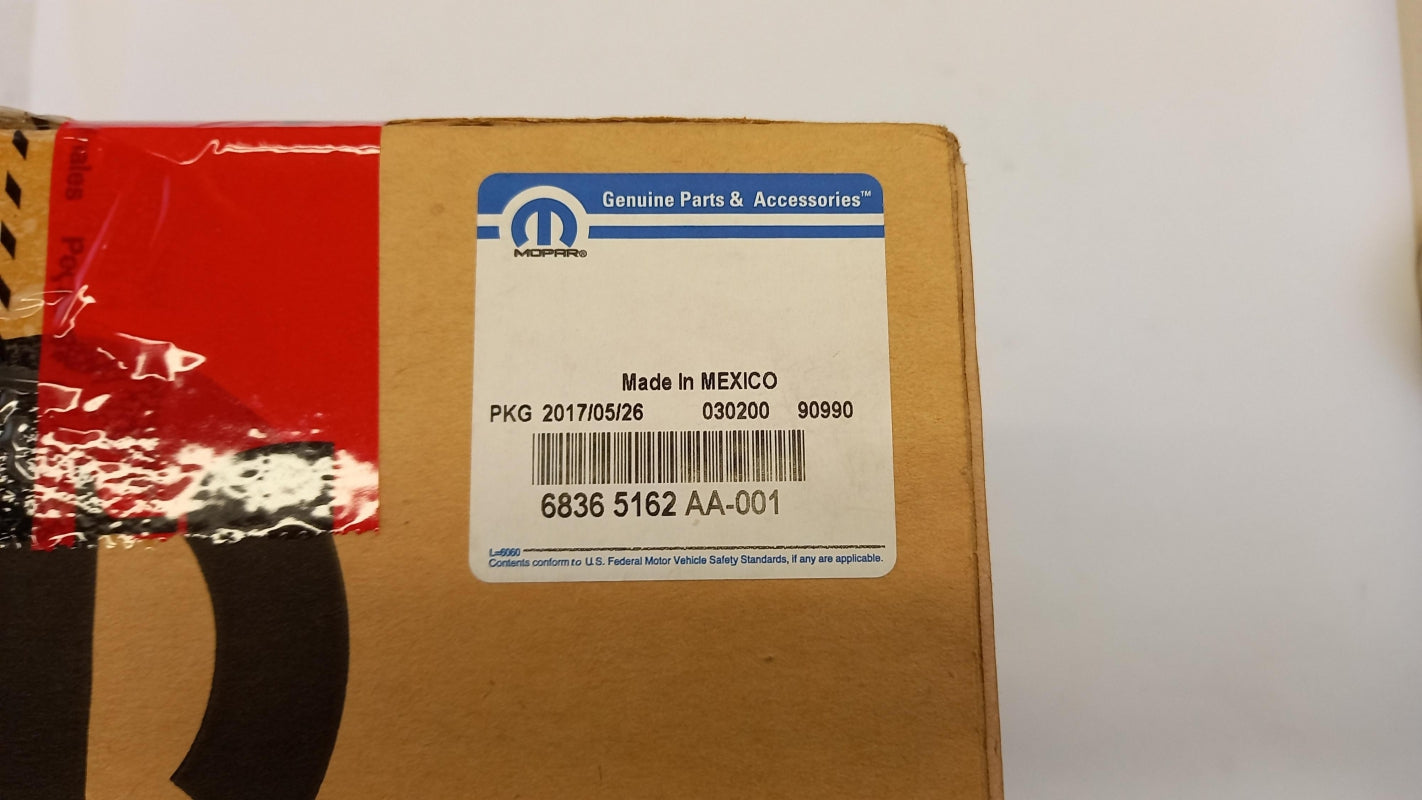 Genuine Parts & Accessories™
MOPAR®
Made In MEXICO
PKG 2017/05/26 030200 90990
6836 5162 AA-001
L=6060
Contents conform to U.S. Federal Motor Vehicle Safety Standards, if any are applicable.